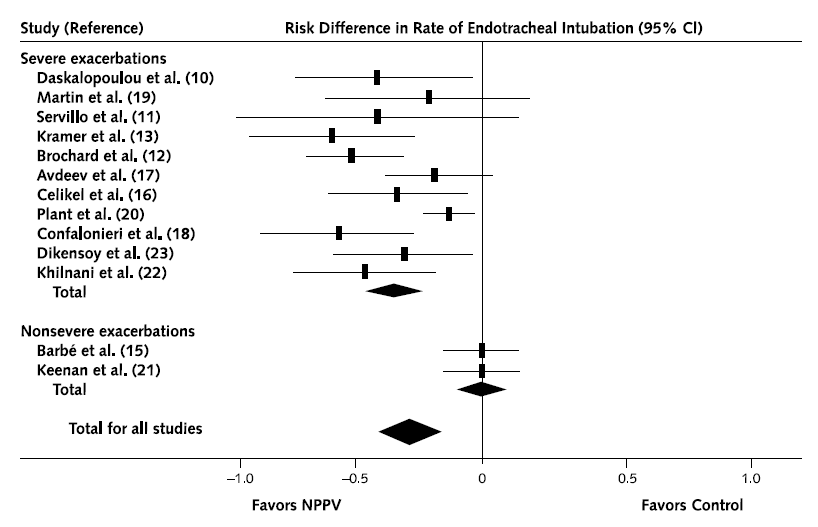 Study (Reference) Risk Difference in Rate of Endotracheal Intubation (95% CI)
Severe exacerbations
Daskalopoulou et al. (10)
Martin et al. (19)
Servillo et al. (11)
Kramer et al. (13)
Brochard et al. (12)
Avdeev et al. (17)
Celikel et al. (16)
Plant et al. (20)
Confalonieri et al. (18)
Dikensoy et al. (23)
Khilnani et al. (22)
Total
Nonsevere exacerbations
Barbé et al. (15)
Keenan et al. (21)
Total
Total for all studies
–1.0 –0.5 0 0.5 1.0
Favors NPPV Favors Control